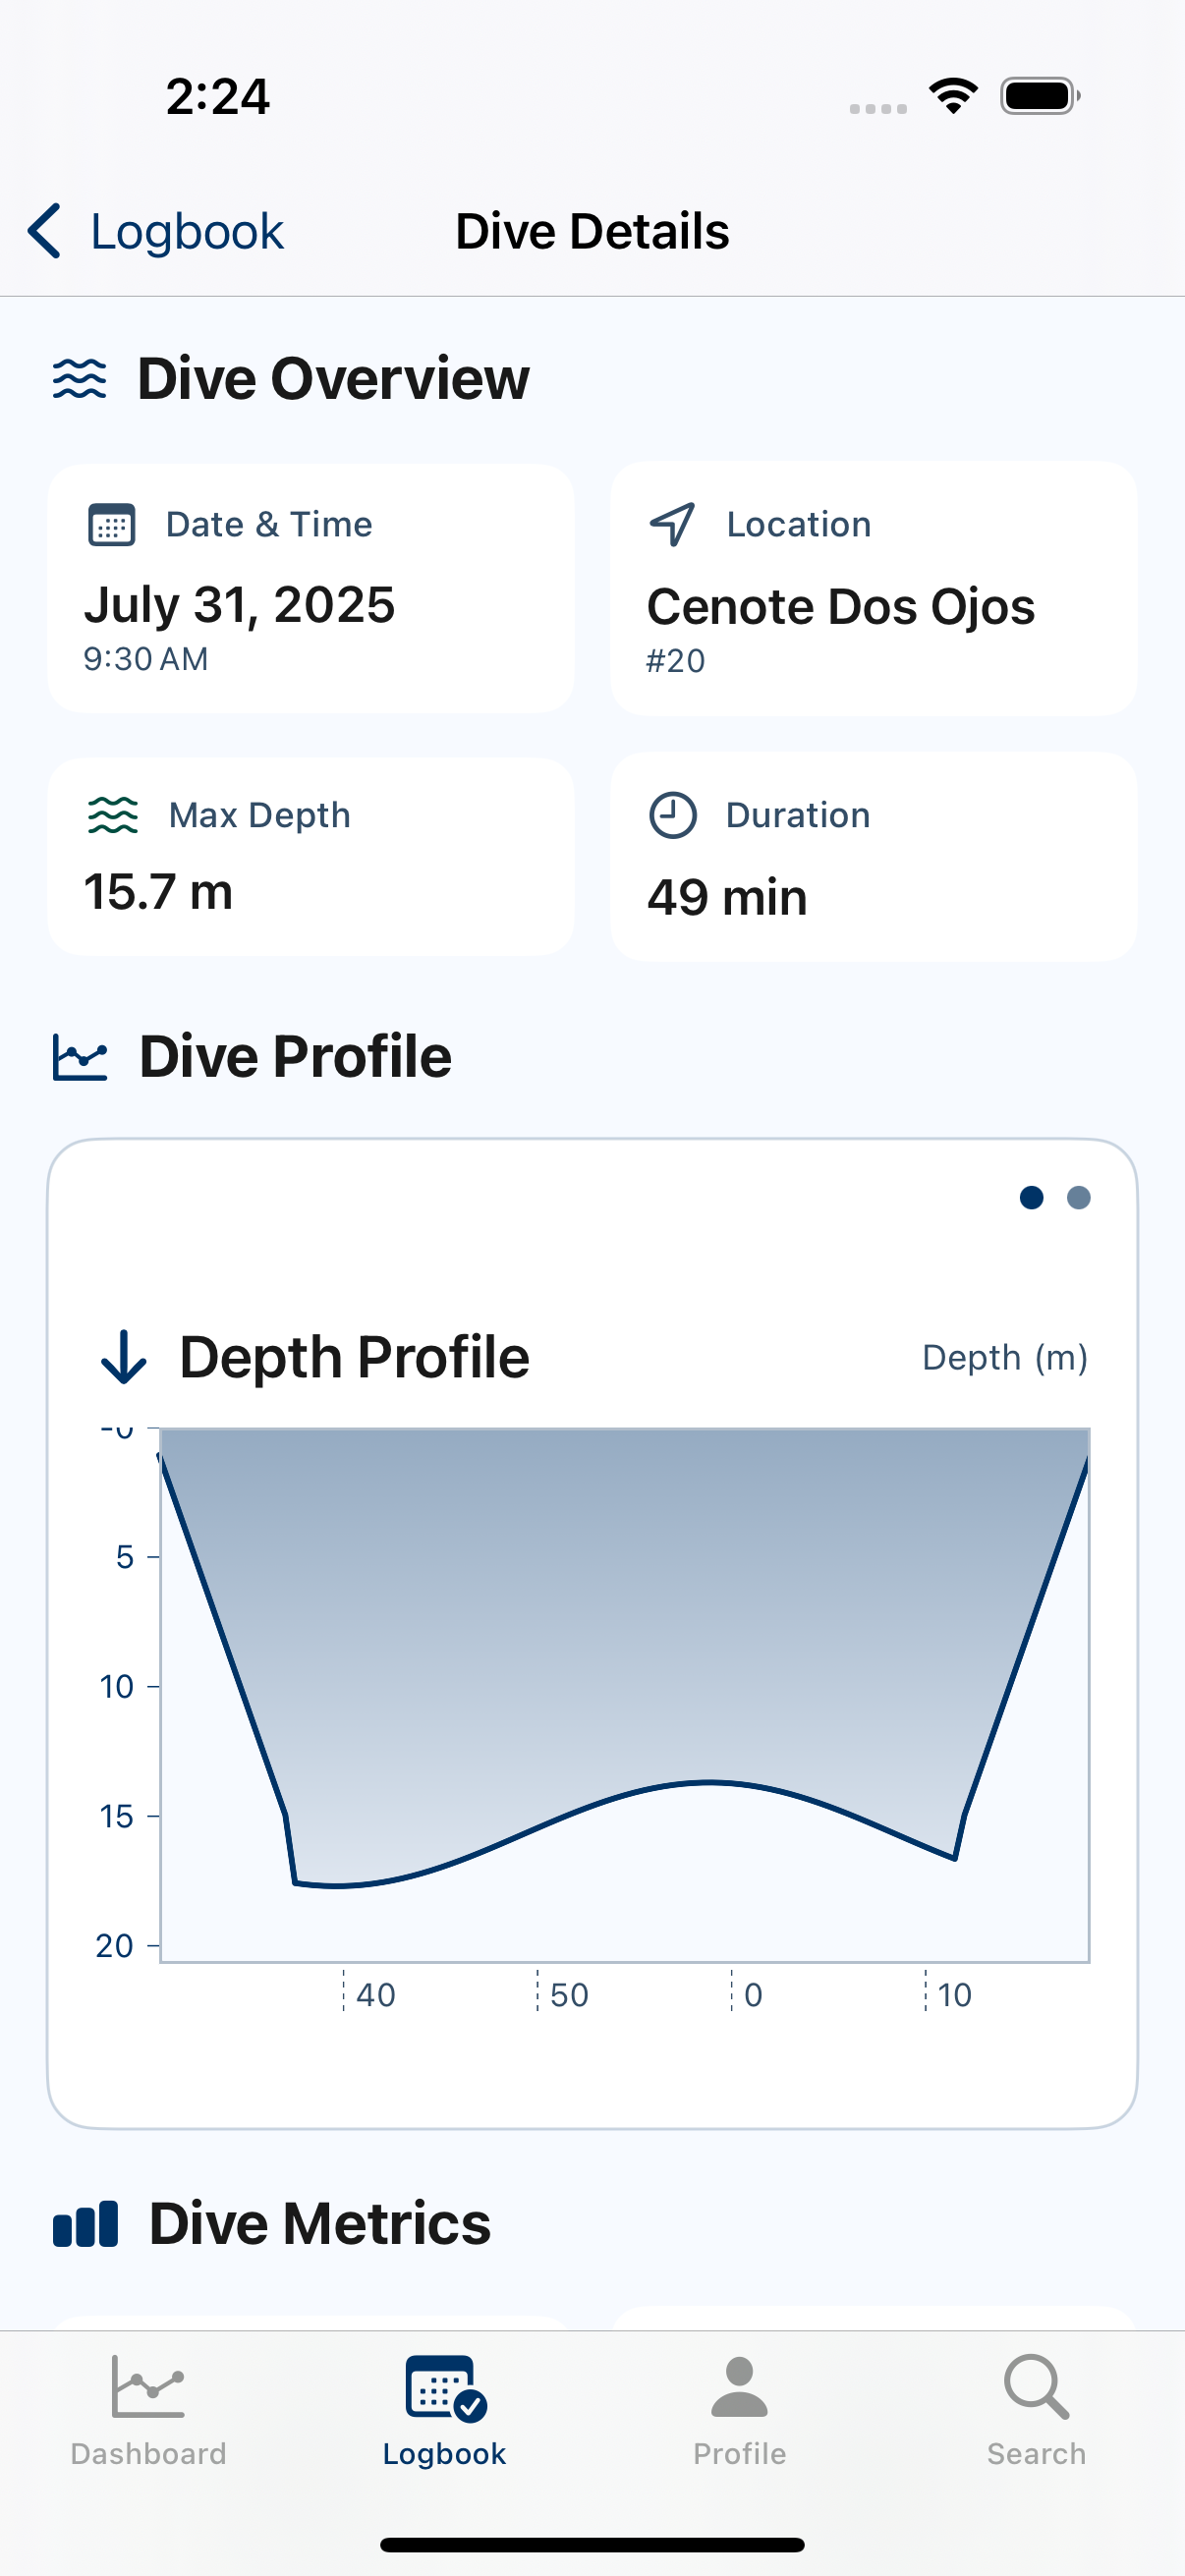 2:24
Logbook
Dive Details
Dive Overview
Date & Time
July 31, 2025
9:30 AM
Location
Cenote Dos Ojos
#20
Max Depth
15.7 m
Duration
49 min
Dive Profile
Depth Profile
Depth (m)
-0
5
10
15
20
40 50 0 10
Dive Metrics
Dashboard Logbook Profile Search